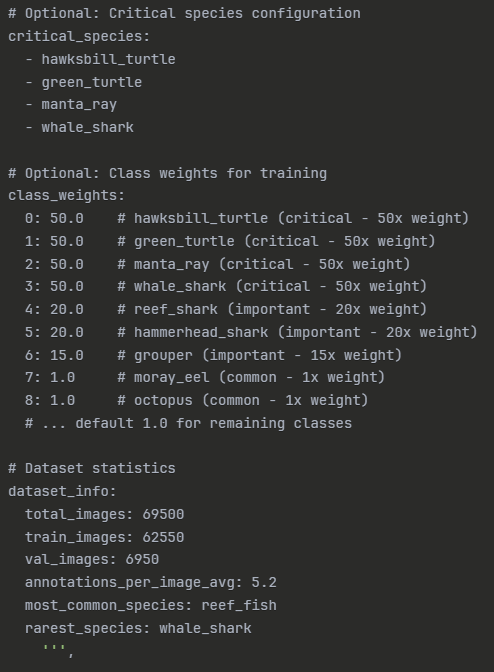 # Optional: Critical species configuration
critical_species:
  - hawksbill_turtle
  - green_turtle
  - manta_ray
  - whale_shark

# Optional: Class weights for training
class_weights:
  0: 50.0    # hawksbill_turtle (critical - 50x weight)
  1: 50.0    # green_turtle (critical - 50x weight)
  2: 50.0    # manta_ray (critical - 50x weight)
  3: 50.0    # whale_shark (critical - 50x weight)
  4: 20.0    # reef_shark (important - 20x weight)
  5: 20.0    # hammerhead_shark (important - 20x weight)
  6: 15.0    # grouper (important - 15x weight)
  7: 1.0     # moray_eel (common - 1x weight)
  8: 1.0     # octopus (common - 1x weight)
  # ... default 1.0 for remaining classes

# Dataset statistics
dataset_info:
  total_images: 69500
  train_images: 62550
  val_images: 6950
  annotations_per_image_avg: 5.2
  most_common_species: reef_fish
  rarest_species: whale_shark
    ''',